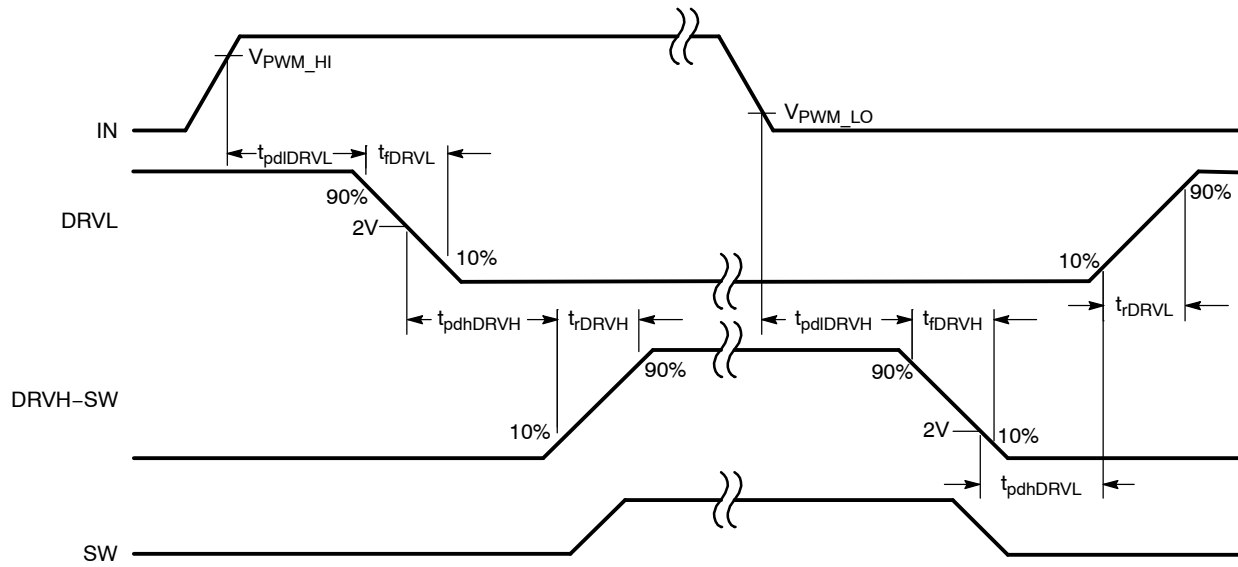 VPWM_HI
IN
VPWM_LO
tpdlDRVL
tfDRVL
90%
90%
DRVL
2V
10%
10%
tpdhDRVH
trDRVH
tpdlDRVH
tfDRVH
trDRVL
90%
90%
DRVH−SW
10%
2V
10%
tpdhDRVL
SW